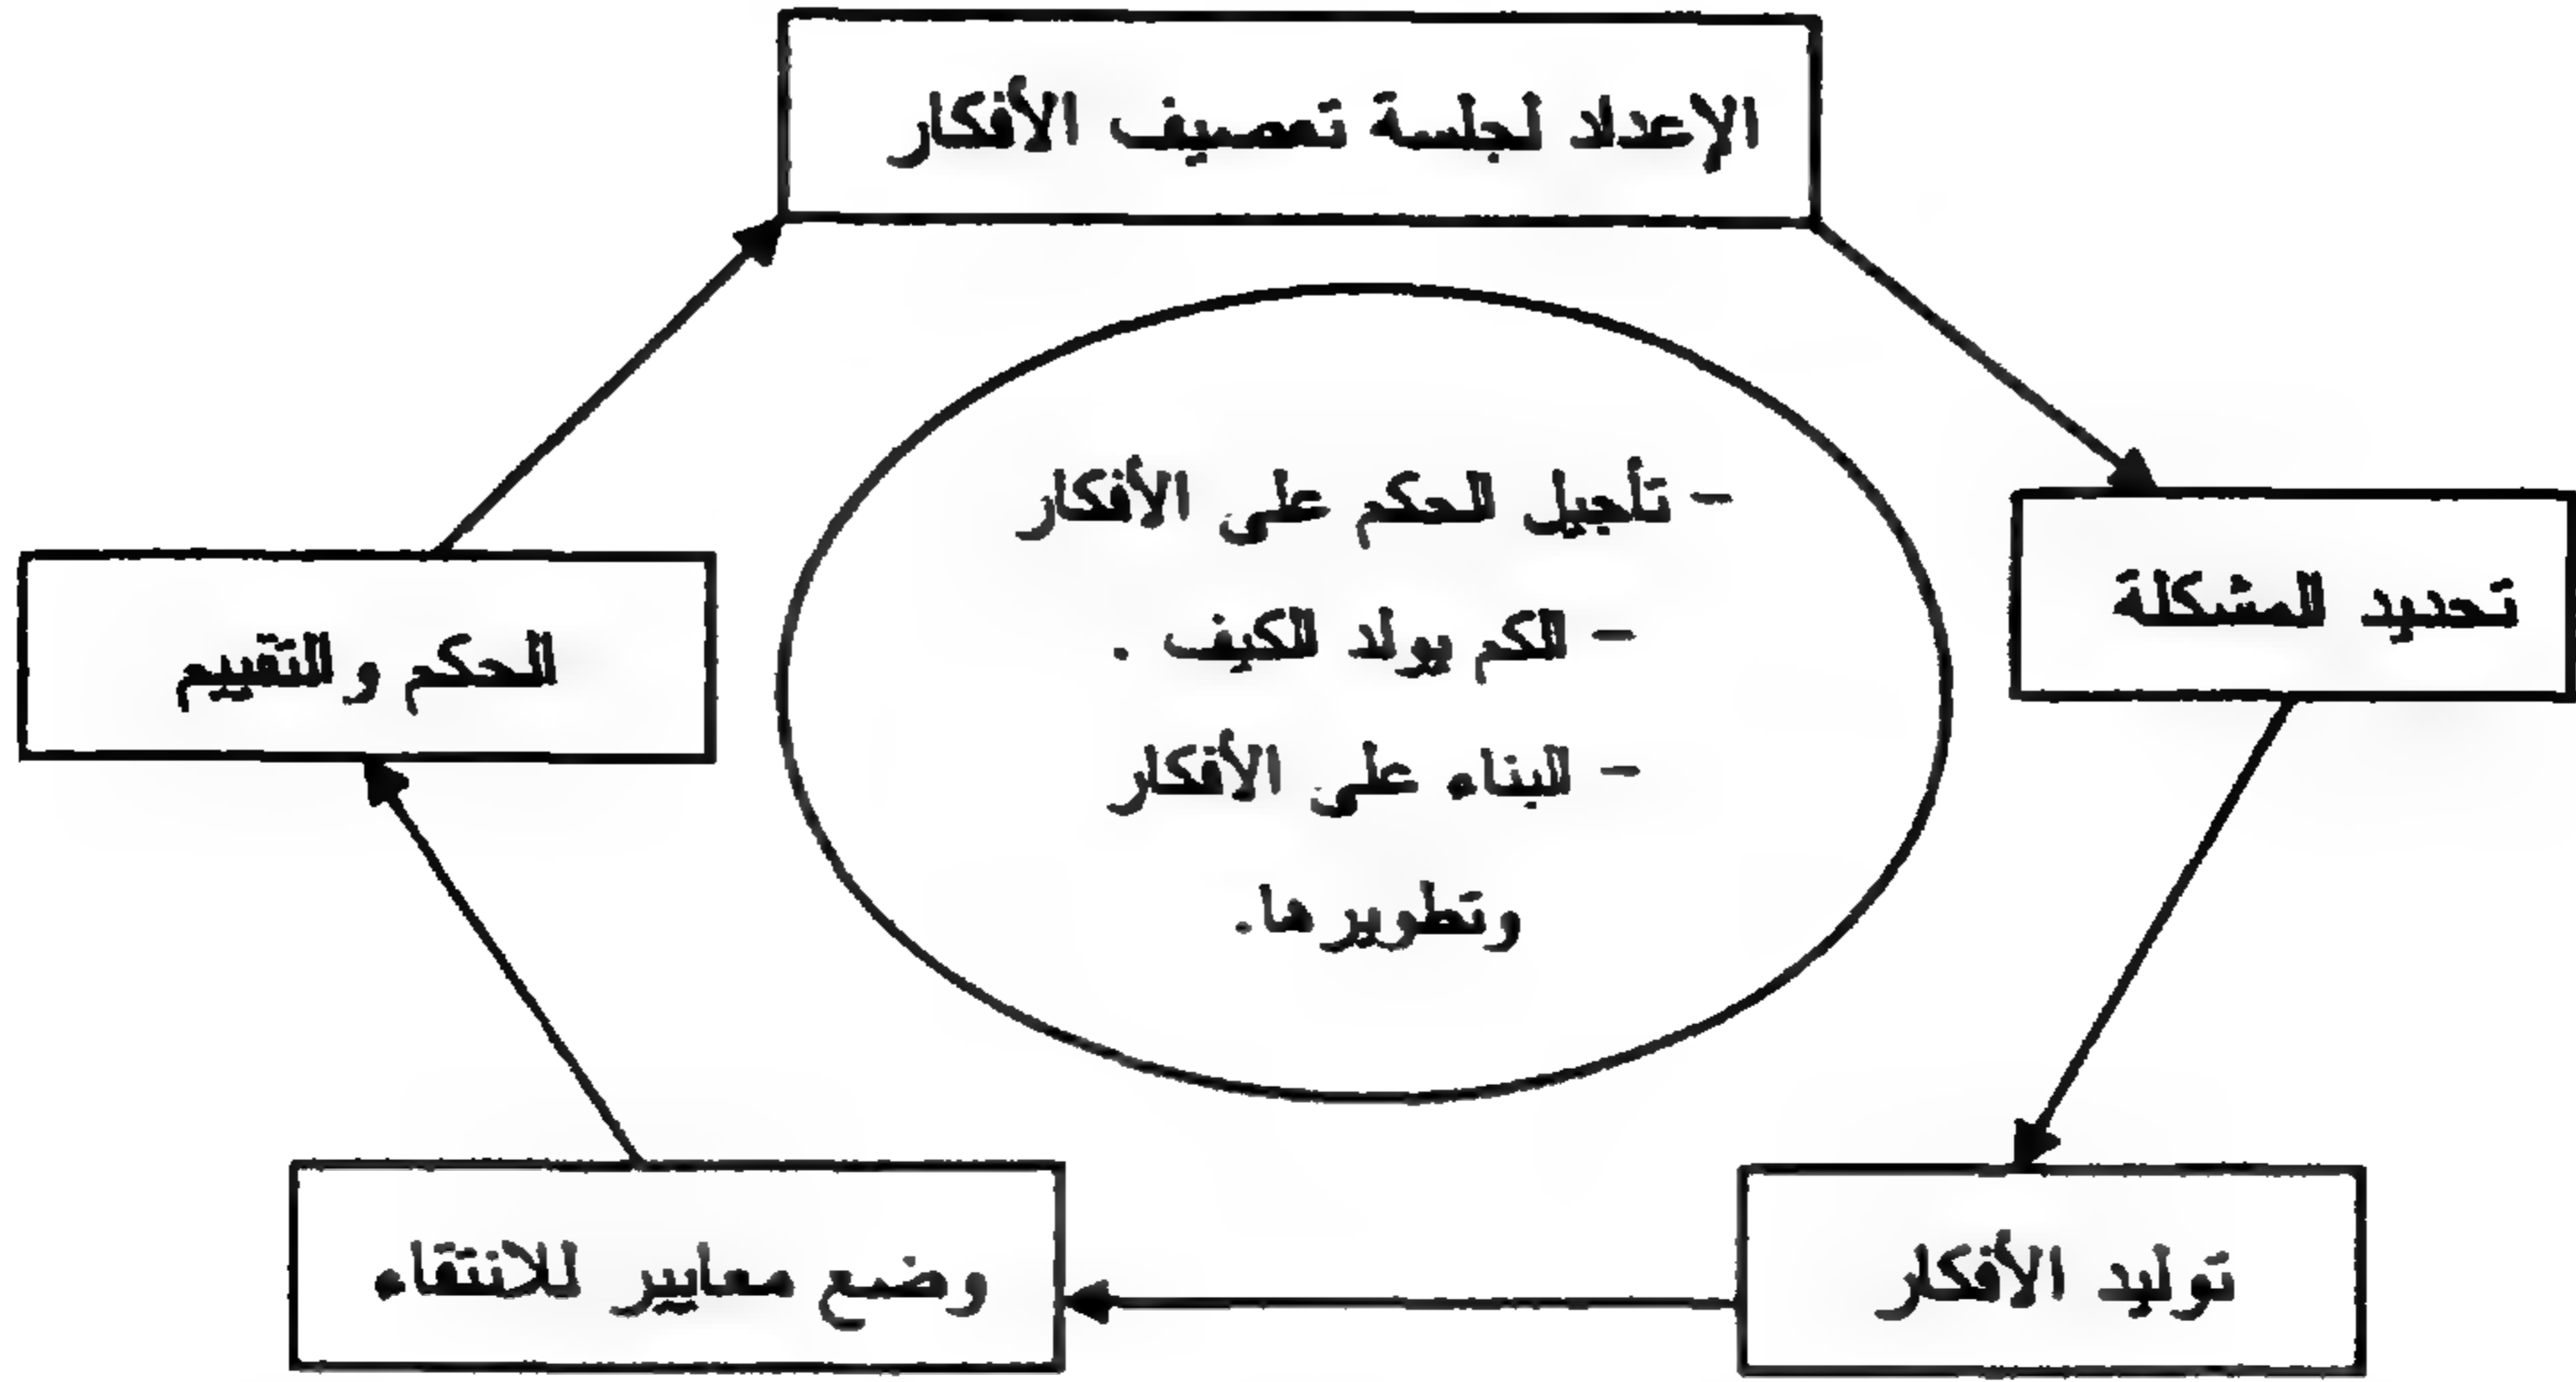 الإعداد لجلسة تعصيف الأفكار
- تأجيل الحكم على الأفكار
تحديد المشكلة
- الكم يولد الكيف .
الحكم والتقييم
- البناء على الأفكار
وتطويرها.
توليد الأفكار
وضع معايير للانتقاء